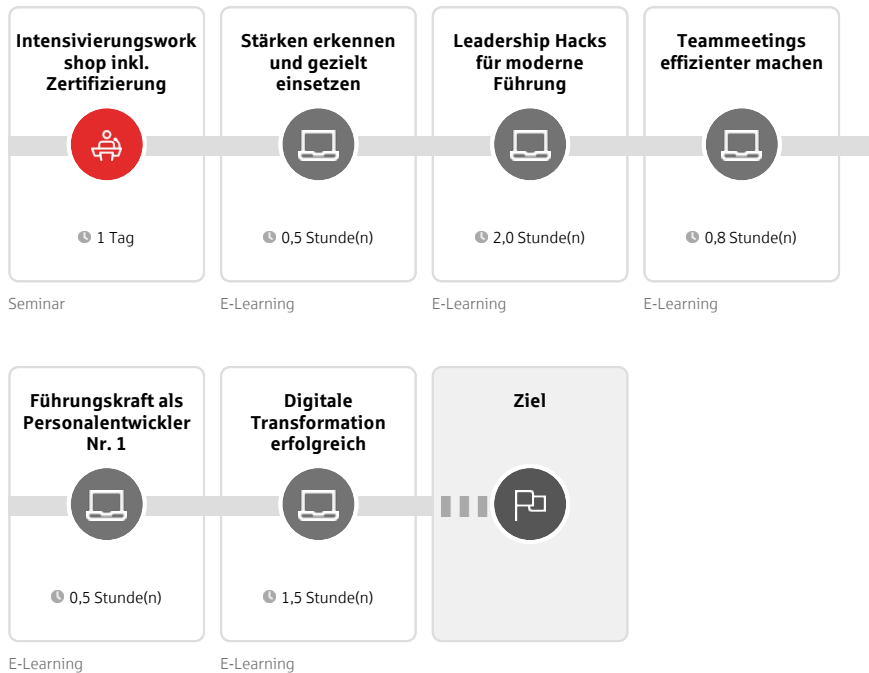 Intensivierungswork
shop inkl.
Zertifizierung
1 Tag
Seminar
Stärken erkennen
und gezielt
einsetzen
0,5 Stunde(n)
E-Learning
Leadership Hacks
für moderne
Führung
2,0 Stunde(n)
E-Learning
Teammeetings
effizienter machen
0,8 Stunde(n)
E-Learning
Führungskraft als
Personalentwickler
Nr. 1
0,5 Stunde(n)
E-Learning
Digitale
Transformation
erfolgreich
1,5 Stunde(n)
E-Learning
Ziel